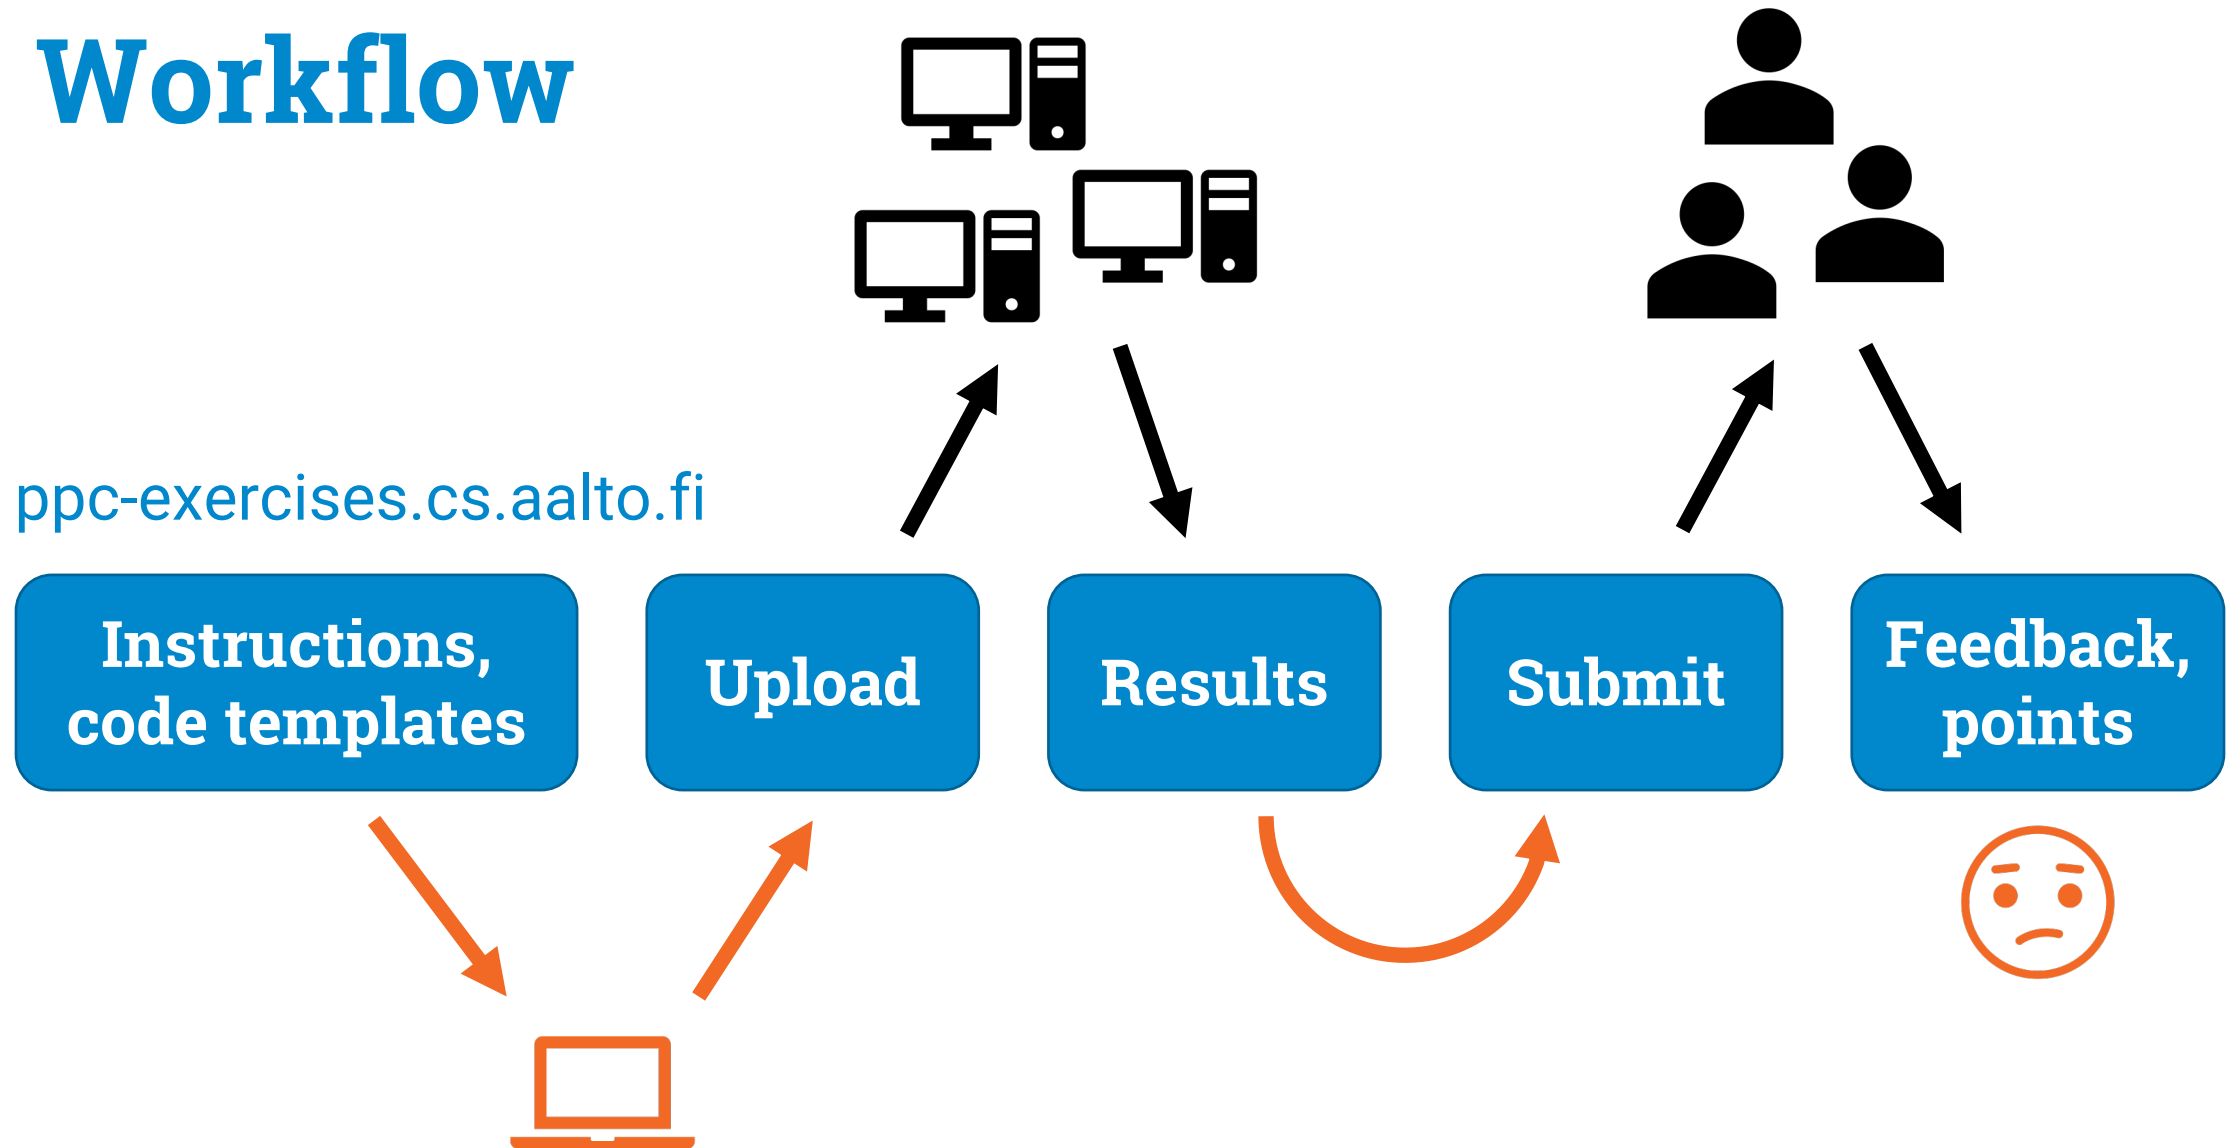 Workflow
ppc-exercises.cs.aalto.fi
Instructions,
code templates
Upload
Results
Submit
Feedback,
points